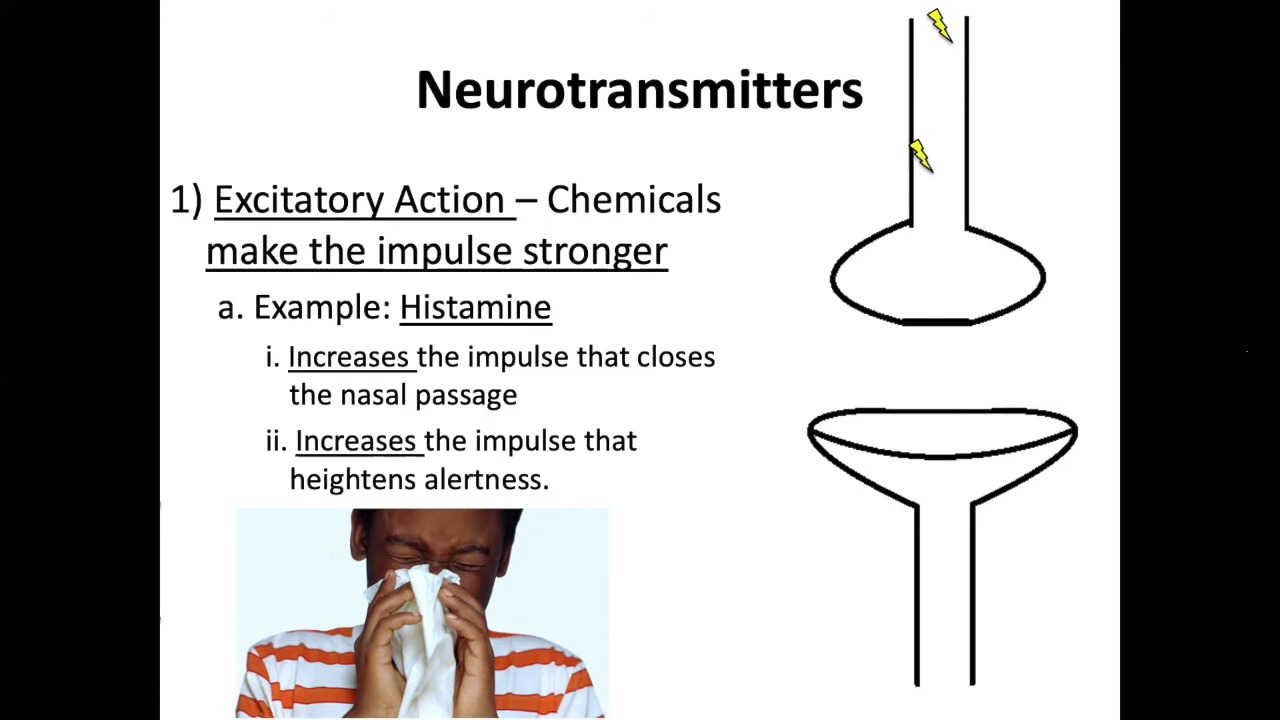 Neurotransmitters
1) Excitatory Action – Chemicals
make the impulse stronger
a. Example: Histamine
i. Increases the impulse that closes
the nasal passage
ii. Increases the impulse that
heightens alertness.